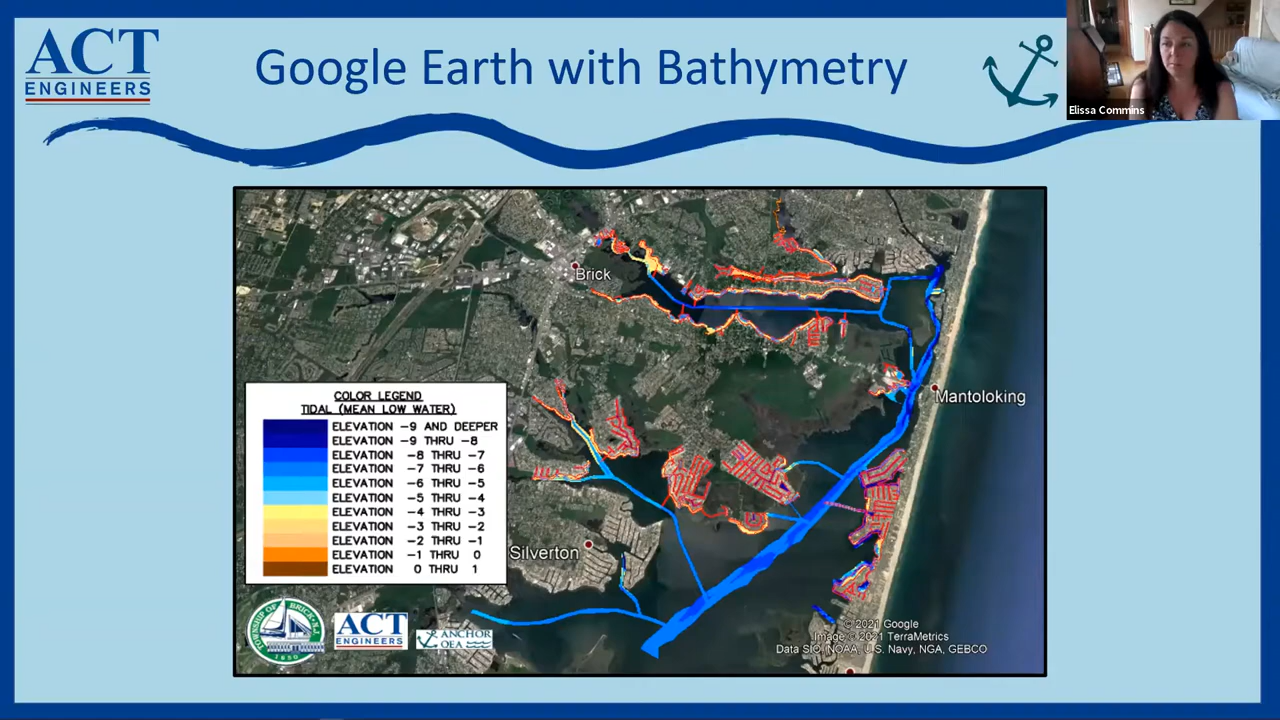 ACT
ENGINEERS
Google Earth with Bathymetry
Elissa Commins
Brick
Mantoloking
COLOR LEGEND
TIDAL (MEAN LOW WATER)
ELEVATION -9 AND DEEPER
ELEVATION -9 THRU -8
ELEVATION -8 THRU -7
ELEVATION -7 THRU -6
ELEVATION -6 THRU -5
ELEVATION -5 THRU -4
ELEVATION -4 THRU -3
ELEVATION -3 THRU -2
ELEVATION -2 THRU -1
ELEVATION -1 THRU 0
ELEVATION 0 THRU 1
Silverton
TOWNSHIP OF BRICK, N.J.
1850
ACT
ENGINEERS
ANCHOR
QEA
© 2021 Google
Image © 2021 TerraMetrics
Data SIO, NOAA, U.S. Navy, NGA, GEBCO